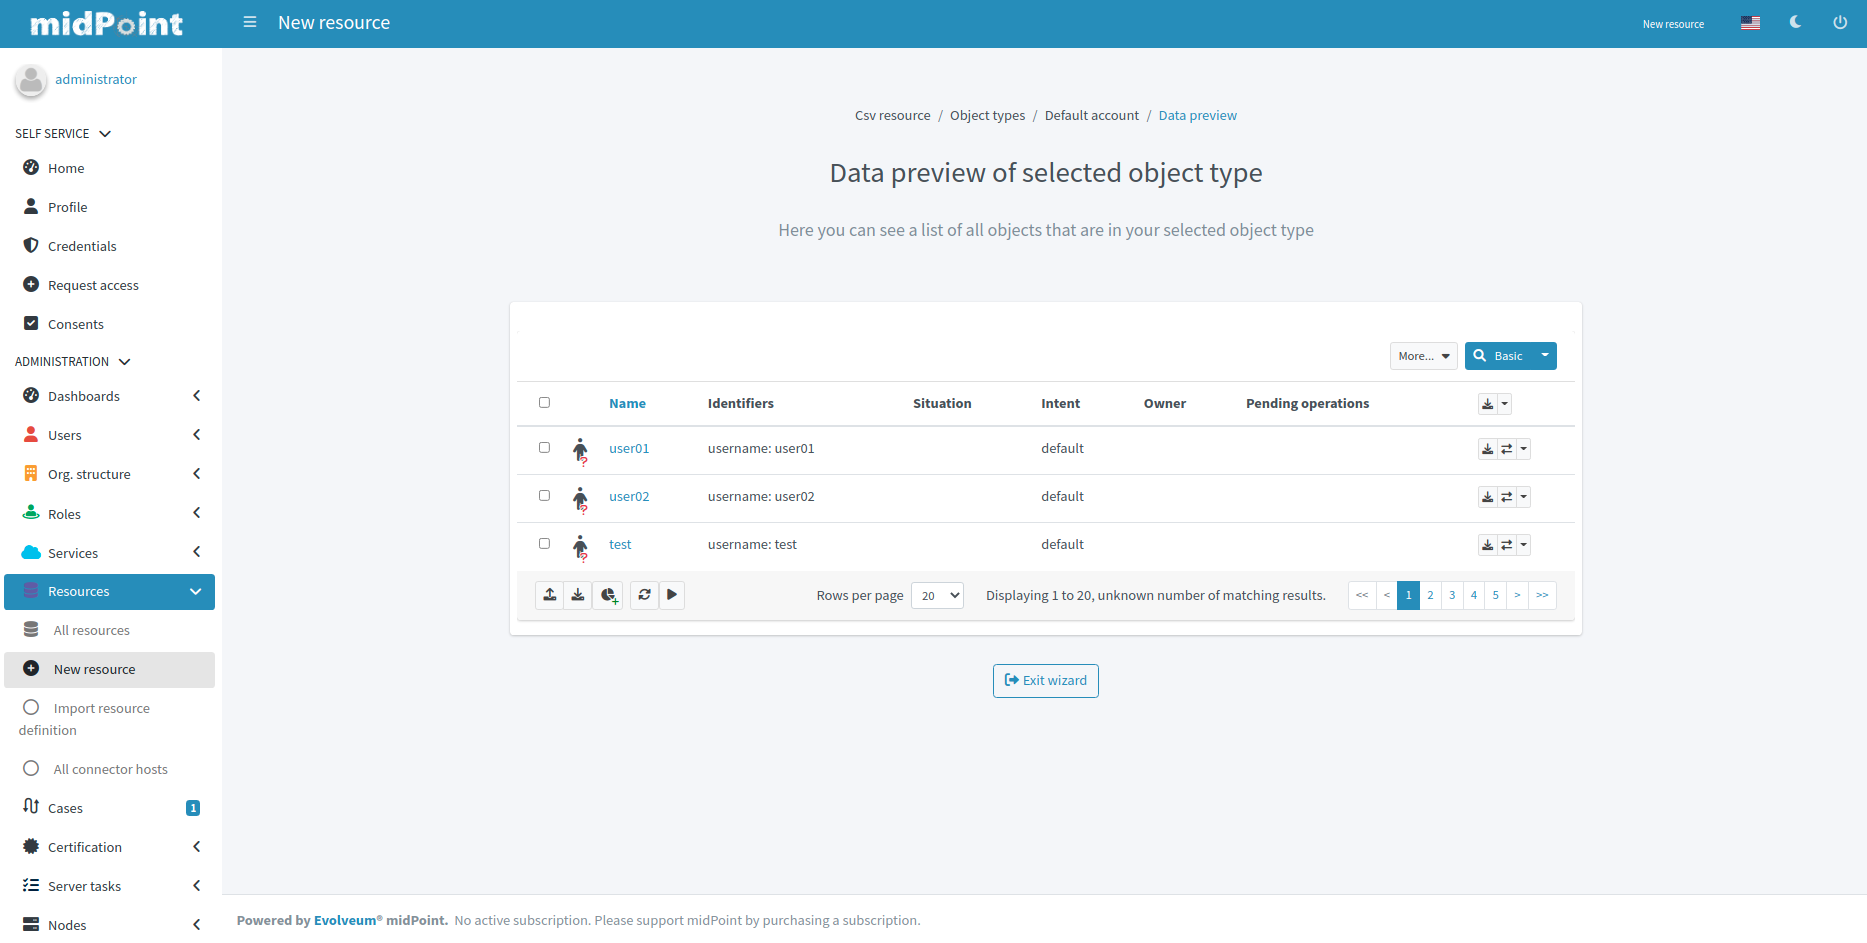 midPoint
New resource
New resource
administrator
SELF SERVICE
Home
Profile
Credentials
Request access
Consents
ADMINISTRATION
Dashboards
Users
Org. structure
Roles
Services
Resources
All resources
New resource
Import resource
definition
All connector hosts
Cases 1
Certification
Server tasks
Nodes
Csv resource / Object types / Default account / Data preview
Data preview of selected object type
Here you can see a list of all objects that are in your selected object type
More... Basic
Name Identifiers Situation Intent Owner Pending operations
user01 username: user01 default
user02 username: user02 default
test username: test default
Rows per page 20 Displaying 1 to 20, unknown number of matching results. << < 1 2 3 4 5 > >>
Exit wizard
Powered by Evolveum® midPoint. No active subscription. Please support midPoint by purchasing a subscription.